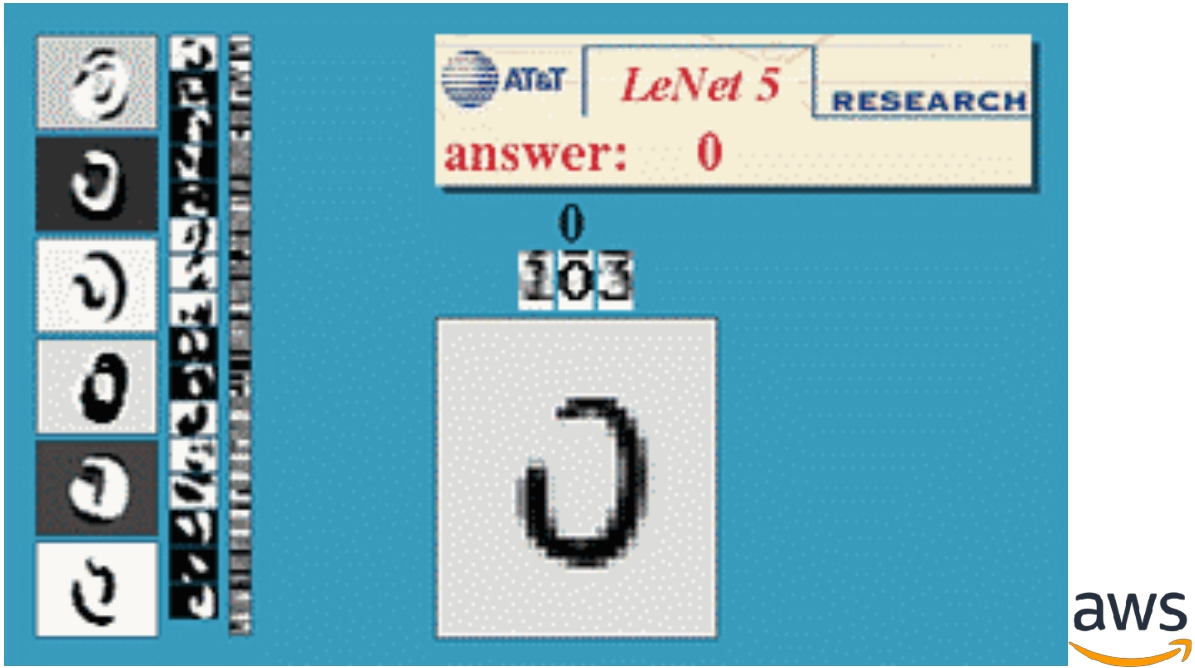 AT&T LeNet 5 RESEARCH
answer: 0
0
103
aws